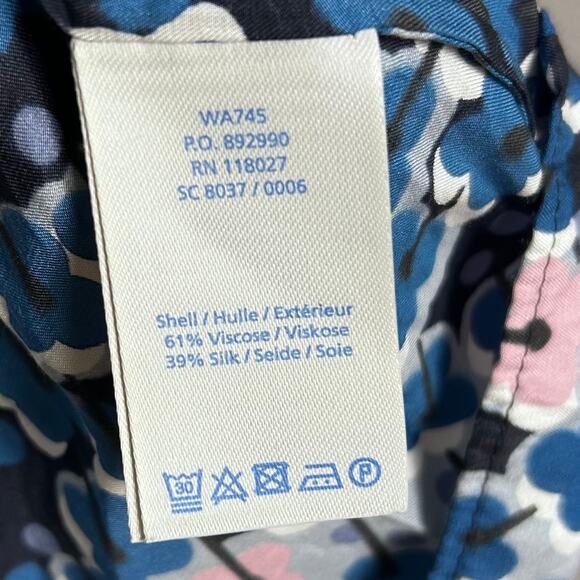 WA745
P.O. 892990
RN 118027
SC 8037 / 0006
Shell / Hulle / Extérieur
61% Viscose / Viskose
39% Silk / Seide / Soie
30 P